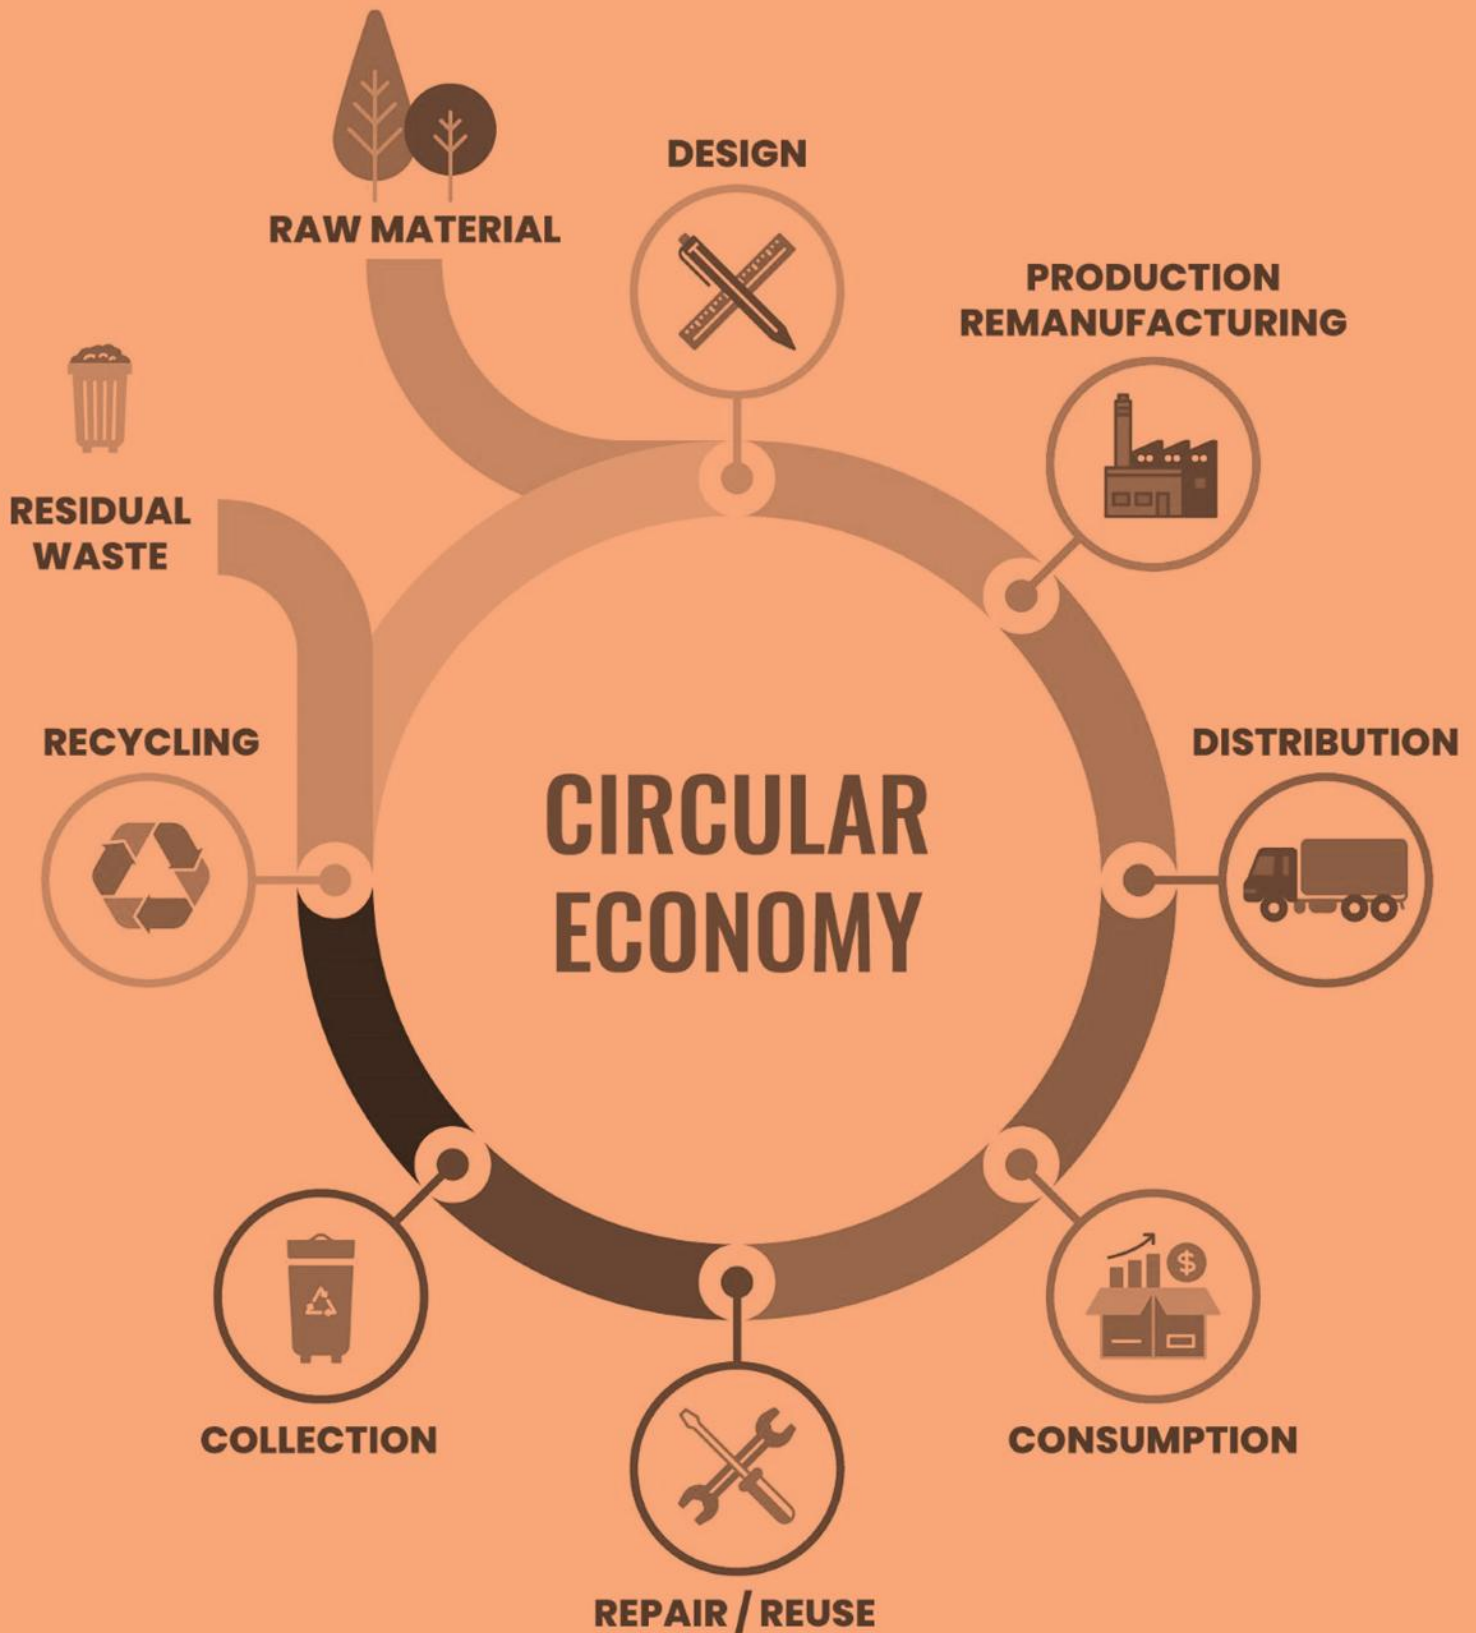 DESIGN
RAW MATERIAL
PRODUCTION
REMANUFACTURING
RESIDUAL
WASTE
RECYCLING
DISTRIBUTION
CIRCULAR
ECONOMY
$
COLLECTION
CONSUMPTION
REPAIR / REUSE